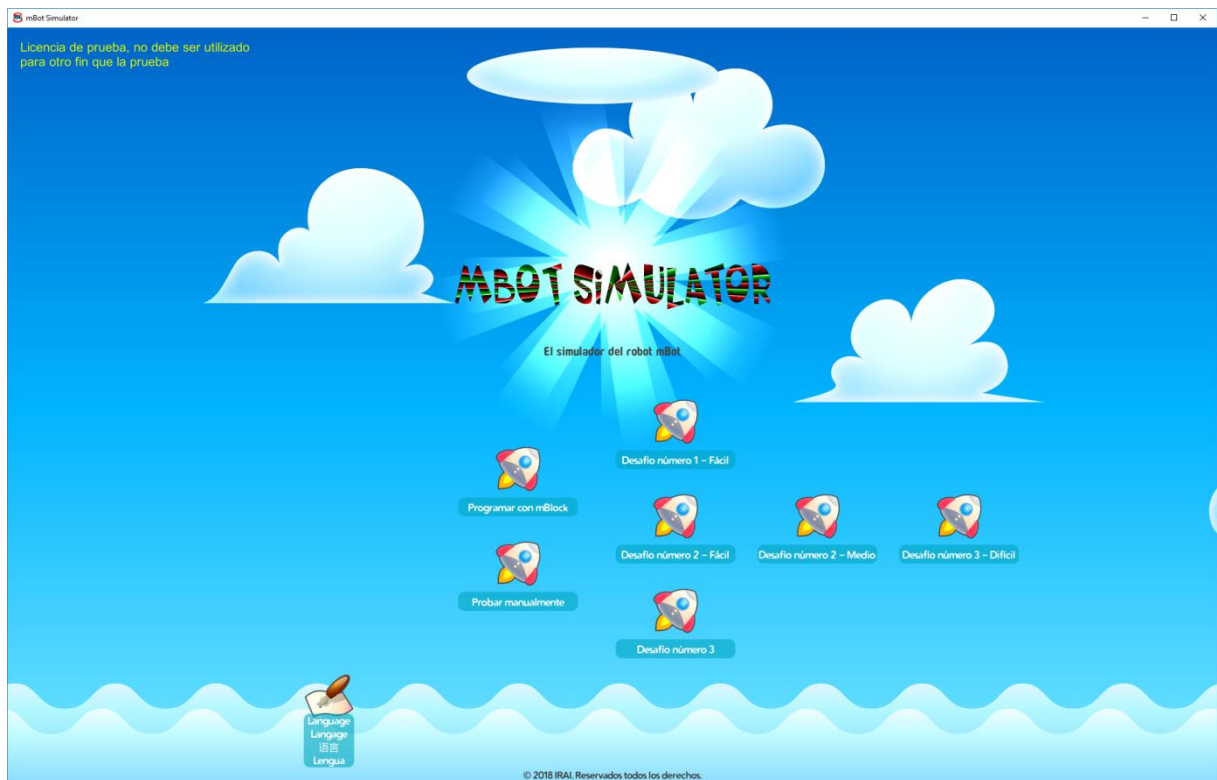 mBot Simulator
Licencia de prueba, no debe ser utilizado
para otro fin que la prueba
MBOT SiMULATOR
El simulador del robot mBot
Desafío número 1 - Fácil
Programar con mBlock
Desafío número 2 - Fácil
Desafío número 2 - Medio
Desafío número 3 - Difícil
Probar manualmente
Desafío número 3
Language
Langage
语言
Lengua
© 2018 IRAI. Reservados todos los derechos.